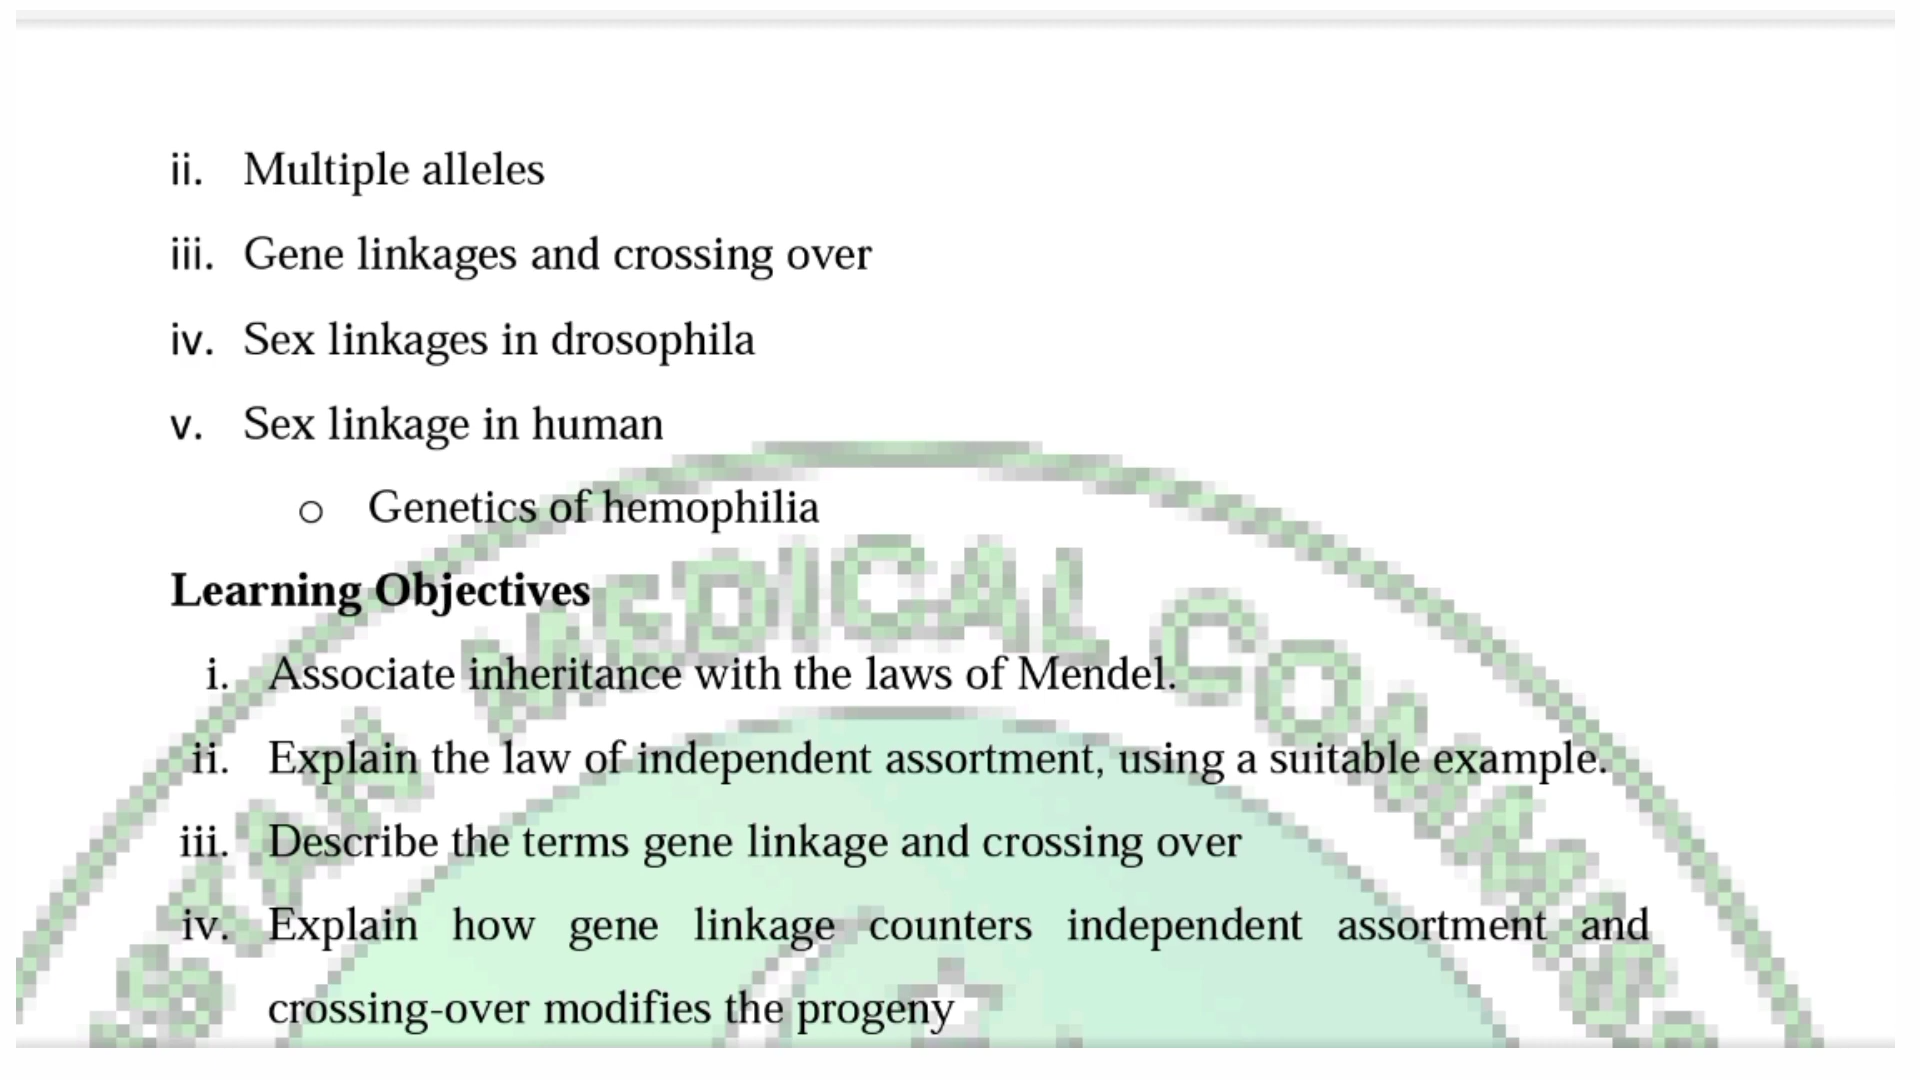 ii. Multiple alleles
iii. Gene linkages and crossing over
iv. Sex linkages in drosophila
v. Sex linkage in human
o Genetics of hemophilia
Learning Objectives
i. Associate inheritance with the laws of Mendel.
ii. Explain the law of independent assortment, using a suitable example.
iii. Describe the terms gene linkage and crossing over
iv. Explain how gene linkage counters independent assortment and
crossing-over modifies the progeny
STAN MEDICAL COMMISS